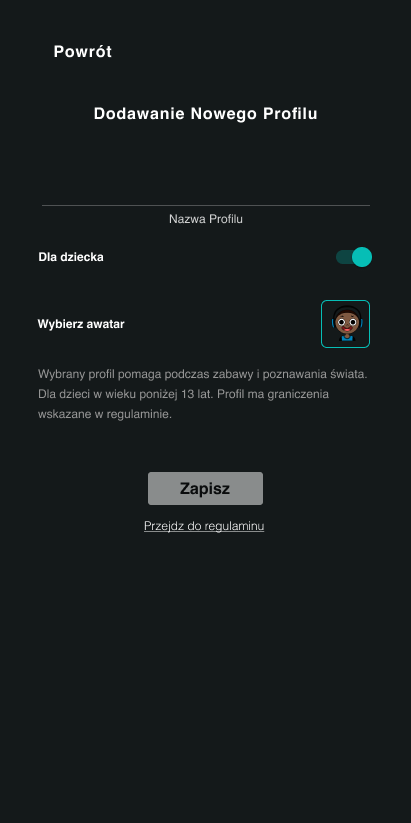 Powrót
Dodawanie Nowego Profilu
Nazwa Profilu
Dla dziecka
Wybierz awatar
Wybrany profil pomaga podczas zabawy i poznawania świata.
Dla dzieci w wieku poniżej 13 lat. Profil ma graniczenia
wskazane w regulaminie.
Zapisz
Przejdz do regulaminu